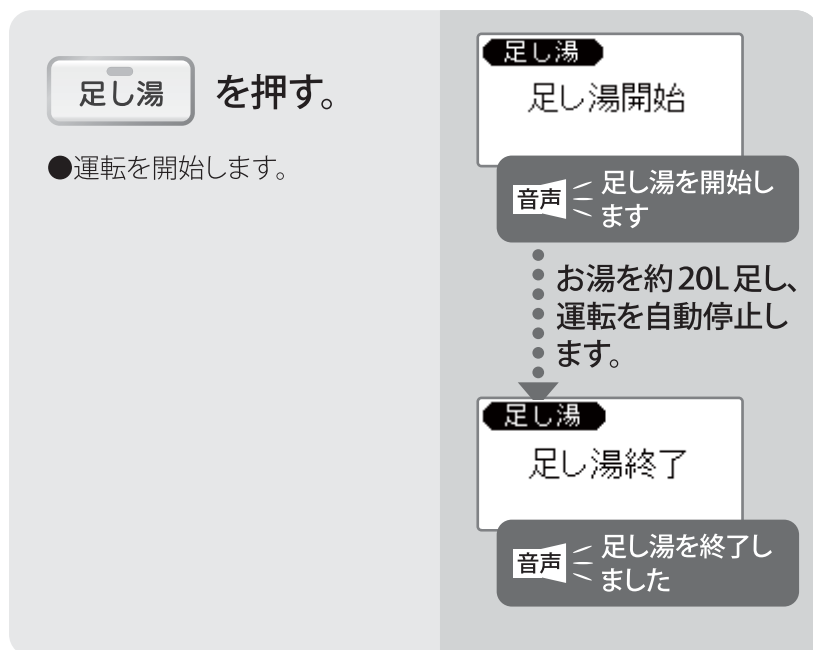 足し湯 を押す。
●運転を開始します。
足し湯
足し湯開始
音声 足し湯を開始し
ます
お湯を約20L足し、
運転を自動停止し
ます。
足し湯
足し湯終了
音声 足し湯を終了し
ました